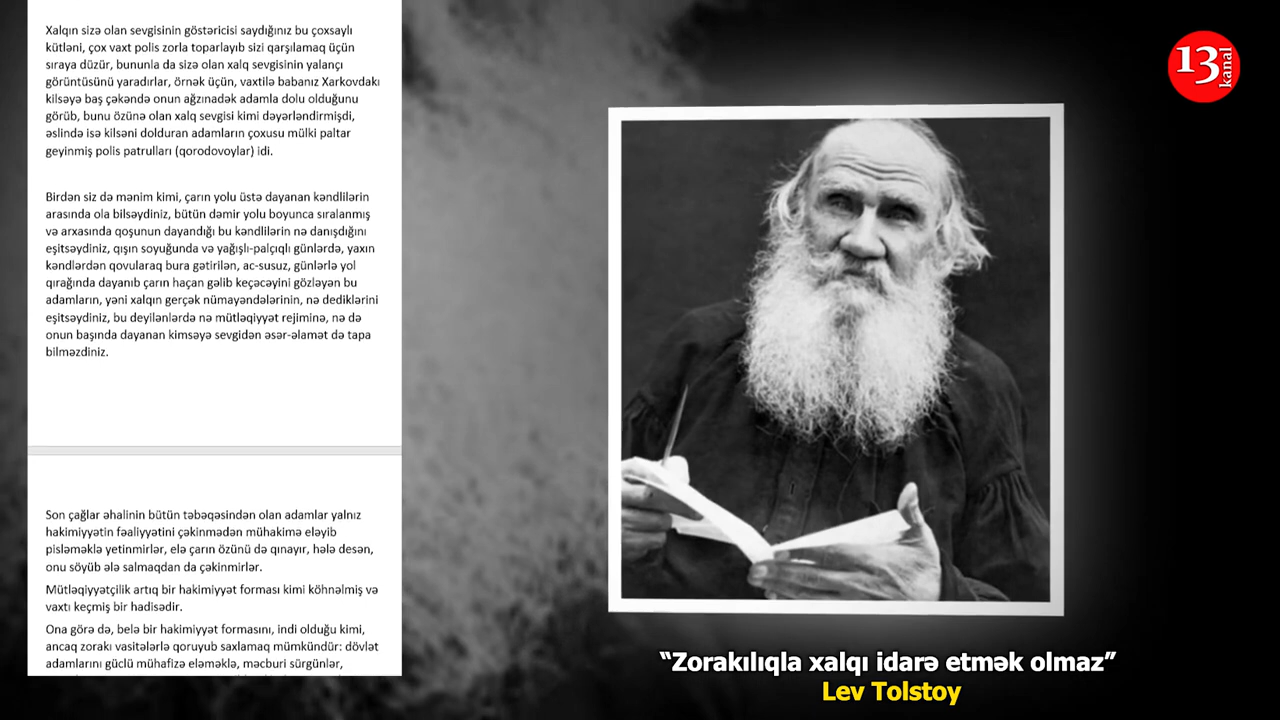 Xalqın sizə olan sevgisinin göstəricisi saydığınız bu çoxsaylı
kütləni, çox vaxt polis zorla toparlayıb sizi qarşılamaq üçün
sıraya düzür, bununla da sizə olan xalq sevgisinin yalançı
görüntüsünü yaradırlar, örnək üçün, vaxtilə babanız Xarkovdakı
kilsəyə baş çəkəndə onun ağzınadək adamla dolu olduğunu
görüb, bunu özünə olan xalq sevgisi kimi dəyərləndirmişdi,
əslində isə kilsəni dolduran adamların çoxusu mülki paltar
geyinmiş polis patrulları (qorodovoylar) idi.
Birdən siz də mənim kimi, çarın yolu üstə dayanan kəndlilərin
arasında ola bilsəydiniz, bütün dəmir yolu boyunca sıralanmış
və arxasında qoşunun dayandığı bu kəndlilərin nə danışdığını
eşitsəydiniz, qışın soyuğunda və yağışlı-palçıqlı günlərdə, yaxın
kəndlərdən qovularaq bura gətirilən, ac-susuz, günlərlə yol
qırağında dayanıb çarın haçan gəlib keçəcəyini gözləyən bu
adamların, yəni xalqın gerçək nümayəndələrinin, nə dediklərini
eşitsəydiniz, bu deyilənlərdə nə mütləqiyyət rejiminə, nə də
onun başında dayanan kimsəyə sevgidən əsər-əlamət də tapa
bilməzdiniz.
Son çağlar əhalinin bütün təbəqəsindən olan adamlar yalnız
hakimiyyətin fəaliyyətini çəkinmədən mühakimə eləyib
pisləməklə yetinmirlər, elə çarın özünü də qınayır, hələ desən,
onu söyüb ələ salmaqdan da çəkinmirlər.
Mütləqiyyətçilik artıq bir hakimiyyət forması kimi köhnəlmiş və
vaxtı keçmiş bir hadisədir.
Ona görə də, belə bir hakimiyyət formasını, indi olduğu kimi,
ancaq zorakı vasitələrlə qoruyub saxlamaq mümkündür: dövlət
adamlarını güclü mühafizə eləməklə, məcburi sürgünlər,
13 kanal
“Zorakılıqla xalqı idarə etmək olmaz”
Lev Tolstoy